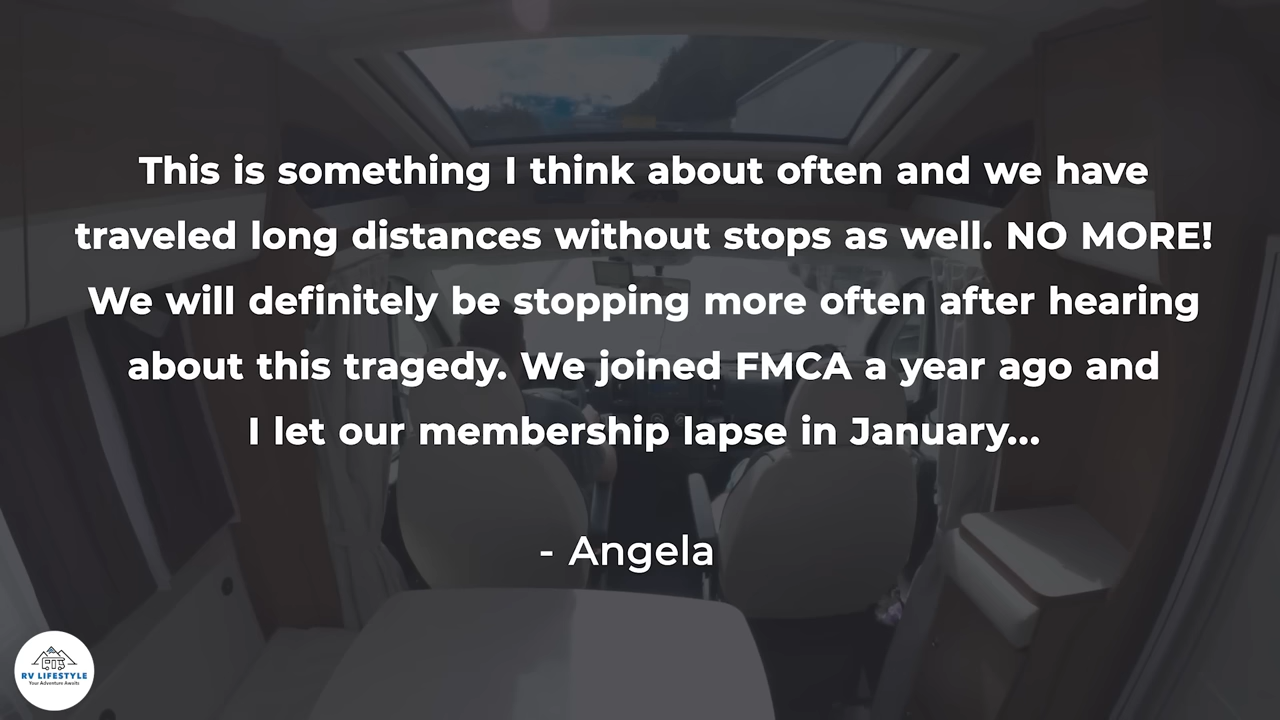 This is something I think about often and we have
traveled long distances without stops as well. NO MORE!
We will definitely be stopping more often after hearing
about this tragedy. We joined FMCA a year ago and
I let our membership lapse in January...
- Angela
RV LIFESTYLE
Your Adventure Awaits